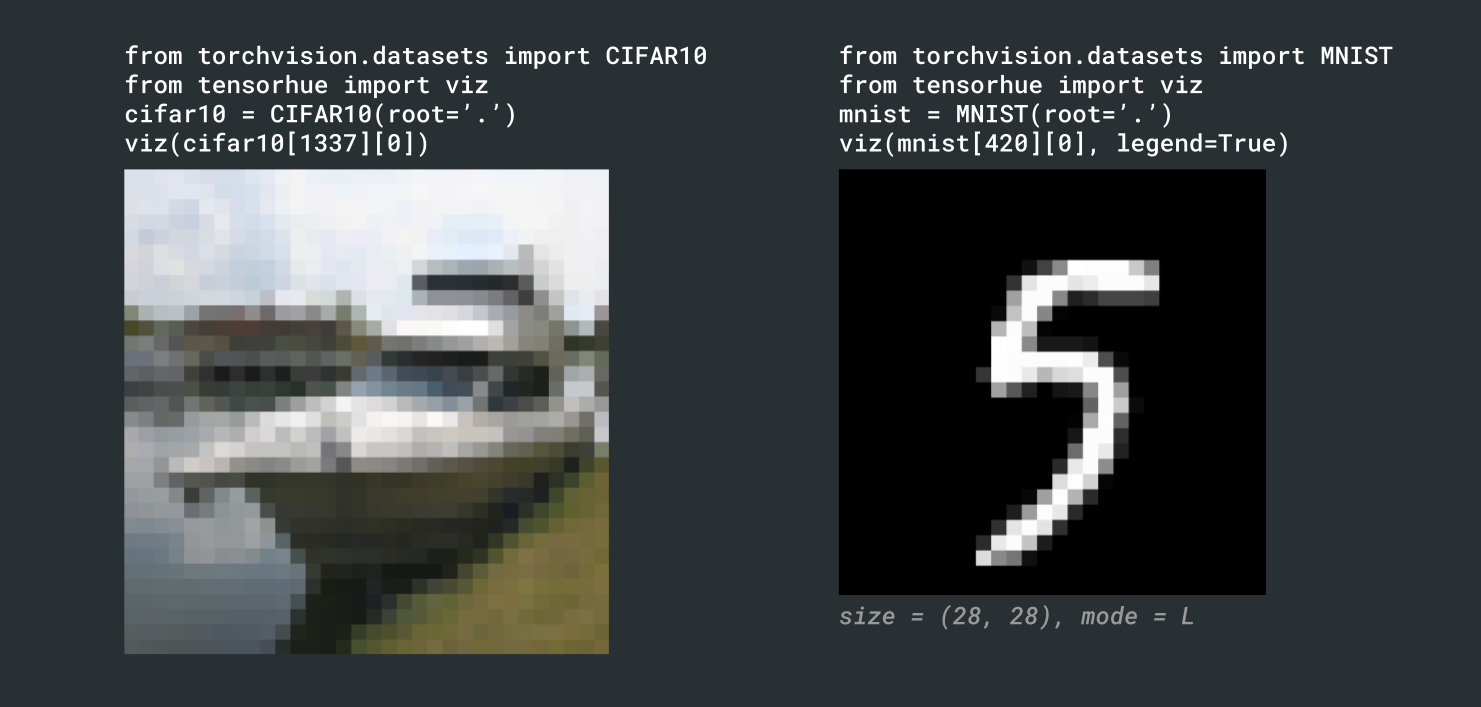 from torchvision.datasets import CIFAR10
from tensorhue import viz
cifar10 = CIFAR10(root=’.’)
viz(cifar10[1337][0])
from torchvision.datasets import MNIST
from tensorhue import viz
mnist = MNIST(root=’.’)
viz(mnist[420][0], legend=True)
5
size = (28, 28), mode = L